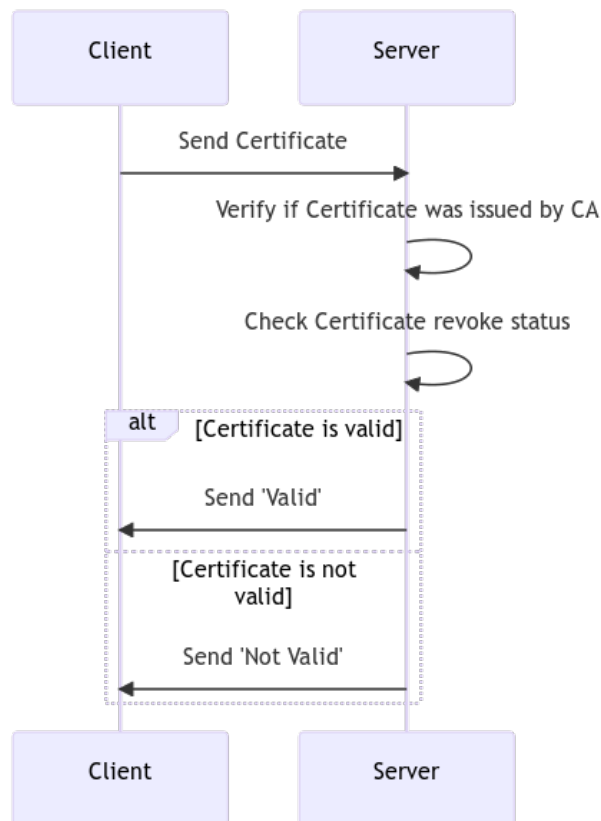 Client
Server
Send Certificate
Verify if Certificate was issued by CA
Check Certificate revoke status
alt
[Certificate is valid]
Send 'Valid'
[Certificate is not
valid]
Send 'Not Valid'
Client
Server